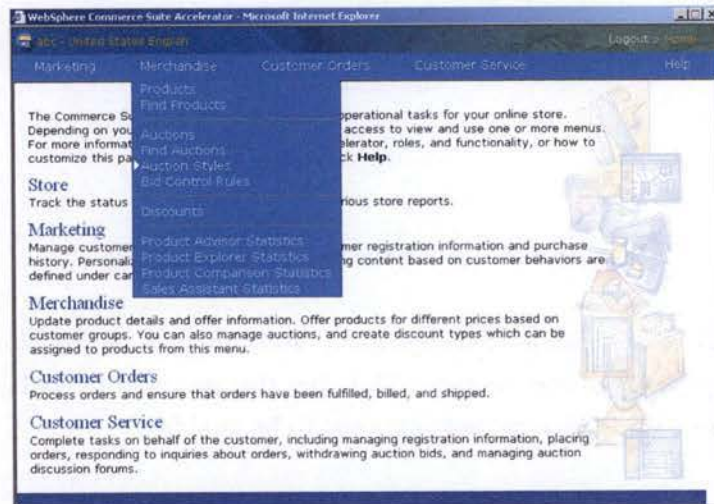 WebSphere Commerce Suite Accelerator - Microsoft Internet Explorer
abc - United States English Logout Home
Marketing Merchandise Customer Orders Customer Service Help
Products
Find Products
Auctions
Find Auctions
Auction Styles
Bid Control Rules
Discounts
Product Advisor Statistics
Product Explorer Statistics
Product Comparison Statistics
Sales Assistant Statistics
The Commerce Su perational tasks for your online store.
Depending on you access to view and use one or more menus.
For more informat elerator, roles, and functionality, or how to
customize this pa ck Help.
Store
Track the status rious store reports.
Marketing
Manage customer mer registration information and purchase
history. Personaliz ng content based on customer behaviors are
defined under car
Merchandise
Update product details and offer information. Offer products for different prices based on
customer groups. You can also manage auctions, and create discount types which can be
assigned to products from this menu.
Customer Orders
Process orders and ensure that orders have been fulfilled, billed, and shipped.
Customer Service
Complete tasks on behalf of the customer, including managing registration information, placing
orders, responding to inquiries about orders, withdrawing auction bids, and managing auction
discussion forums.